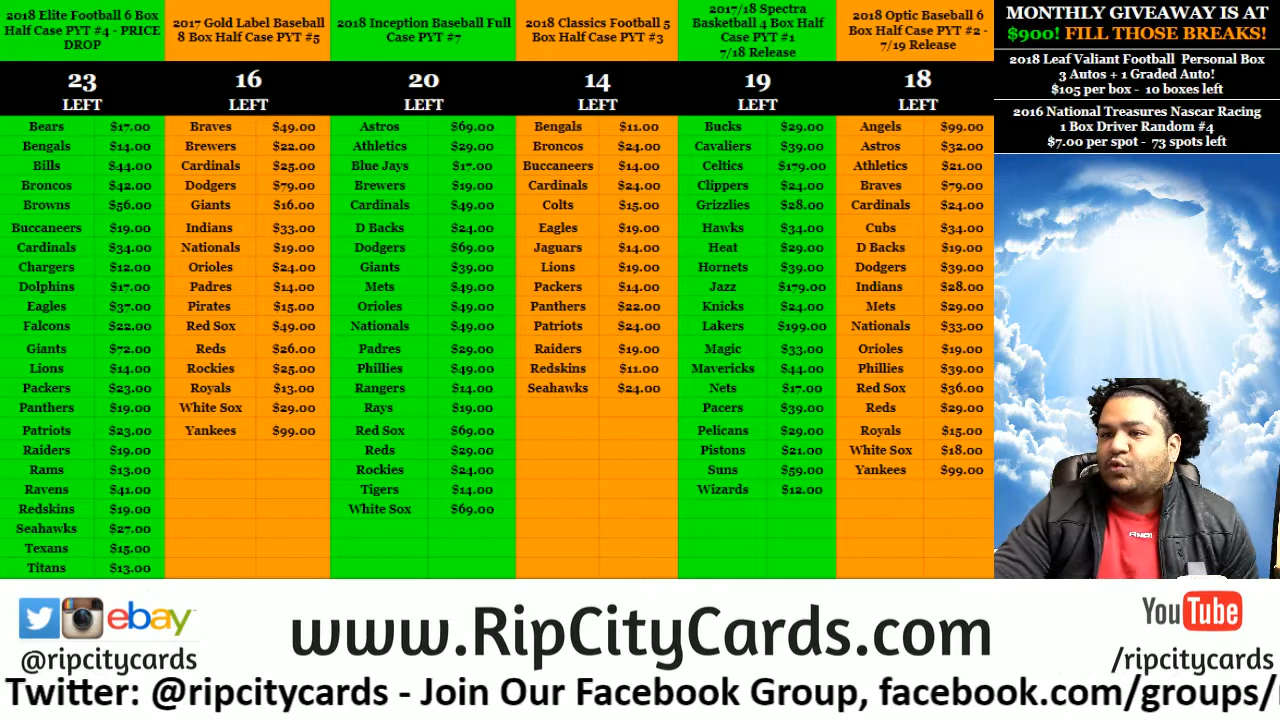 2018 Elite Football 6 Box
Half Case PYT #4 - PRICE
DROP
23
LEFT
Bears $17.00
Bengals $14.00
Bills $44.00
Broncos $42.00
Browns $56.00
Buccaneers $19.00
Cardinals $34.00
Chargers $12.00
Dolphins $17.00
Eagles $37.00
Falcons $22.00
Giants $72.00
Lions $14.00
Packers $23.00
Panthers $19.00
Patriots $23.00
Raiders $19.00
Rams $13.00
Ravens $41.00
Redskins $19.00
Seahawks $27.00
Texans $15.00
Titans $13.00
2017 Gold Label Baseball
8 Box Half Case PYT #5
16
LEFT
Braves $49.00
Brewers $22.00
Cardinals $25.00
Dodgers $79.00
Giants $16.00
Indians $33.00
Nationals $19.00
Orioles $24.00
Padres $14.00
Pirates $15.00
Red Sox $49.00
Reds $26.00
Rockies $25.00
Royals $13.00
White Sox $29.00
Yankees $99.00
2018 Inception Baseball Full
Case PYT #7
20
LEFT
Astros $69.00
Athletics $29.00
Blue Jays $17.00
Brewers $19.00
Cardinals $49.00
D Backs $24.00
Dodgers $69.00
Giants $39.00
Mets $49.00
Orioles $49.00
Nationals $49.00
Padres $29.00
Phillies $49.00
Rangers $14.00
Rays $19.00
Red Sox $69.00
Reds $29.00
Rockies $24.00
Tigers $14.00
White Sox $69.00
2018 Classics Football 5
Box Half Case PYT #3
14
LEFT
Bengals $11.00
Broncos $24.00
Buccaneers $14.00
Cardinals $24.00
Colts $15.00
Eagles $19.00
Jaguars $14.00
Lions $19.00
Packers $14.00
Panthers $22.00
Patriots $24.00
Raiders $19.00
Redskins $11.00
Seahawks $24.00
2017/18 Spectra
Basketball 4 Box Half
Case PYT #1
7/18 Release
19
LEFT
Bucks $29.00
Cavaliers $39.00
Celtics $179.00
Clippers $24.00
Grizzlies $28.00
Hawks $34.00
Heat $29.00
Hornets $39.00
Jazz $179.00
Knicks $24.00
Lakers $199.00
Magic $33.00
Mavericks $44.00
Nets $17.00
Pacers $39.00
Pelicans $29.00
Pistons $21.00
Suns $59.00
Wizards $12.00
2018 Optic Baseball 6
Box Half Case PYT #2 -
7/19 Release
18
LEFT
Angels $99.00
Astros $32.00
Athletics $21.00
Braves $79.00
Cardinals $24.00
Cubs $34.00
D Backs $19.00
Dodgers $39.00
Indians $28.00
Mets $29.00
Nationals $33.00
Orioles $19.00
Phillies $39.00
Red Sox $36.00
Reds $29.00
Royals $15.00
White Sox $18.00
Yankees $99.00
MONTHLY GIVEAWAY IS AT
$900! FILL THOSE BREAKS!
2018 Leaf Valiant Football Personal Box
3 Autos + 1 Graded Auto!
$105 per box - 10 boxes left
2016 National Treasures Nascar Racing
1 Box Driver Random #4
$7.00 per spot - 73 spots left
AND1
ebay
@ripcitycards
www.RipCityCards.com
YouTube
/ripcitycards
Twitter: @ripcitycards - Join Our Facebook Group, facebook.com/groups/